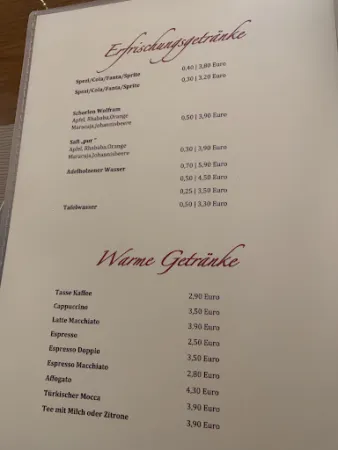 Erfrischungsgetränke
Spezi/Cola/Fanta/Sprite 0,40 | 3,80 Euro
Spezi/Cola/Fanta/Sprite 0,30 | 3,20 Euro
Schorlen Wolfram
Apfel, Rhababa,Orange 0,50 | 3,90 Euro
Maracuja,Johannisbeere
Saft „pur “
Apfel, Rhababa/Orange 0,30 | 3,90 Euro
Maracuja,Johannisbeere
Adelholzener Wasser 0,70 | 5,90 Euro
0,50 | 4,50 Euro
0,25 | 3,50 Euro
Tafelwasser 0,50 | 3,30 Euro
Warme Getränke
Tasse Kaffee 2,90 Euro
Cappuccino 3,50 Euro
Latte Macchiato 3,90 Euro
Espresso 2,50 Euro
Espresso Doppio 3,50 Euro
Espresso Macchiato 2,80 Euro
Affogato 4,30 Euro
Türkischer Mocca 3,90 Euro
Tee mit Milch oder Zitrone 3,90 Euro